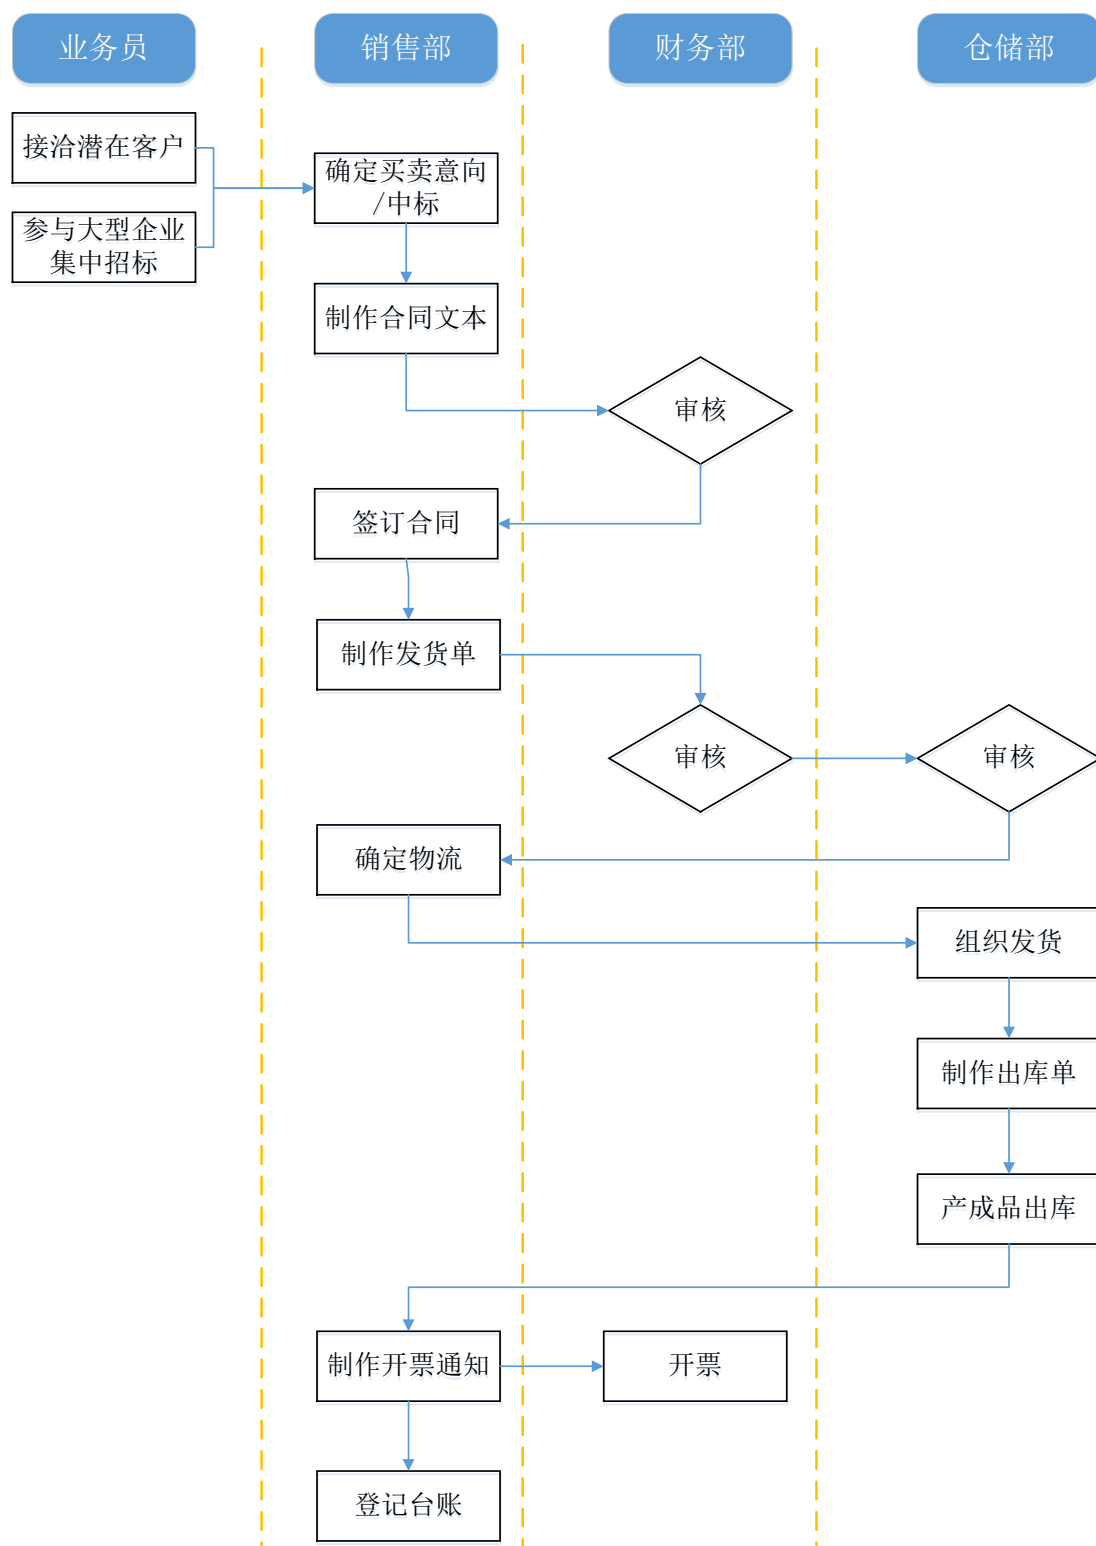 业务员
销售部
财务部
仓储部
接洽潜在客户
参与大型企业
集中招标
确定买卖意向
/中标
制作合同文本
审核
签订合同
制作发货单
审核
审核
确定物流
组织发货
制作出库单
产成品出库
制作开票通知
开票
登记台账